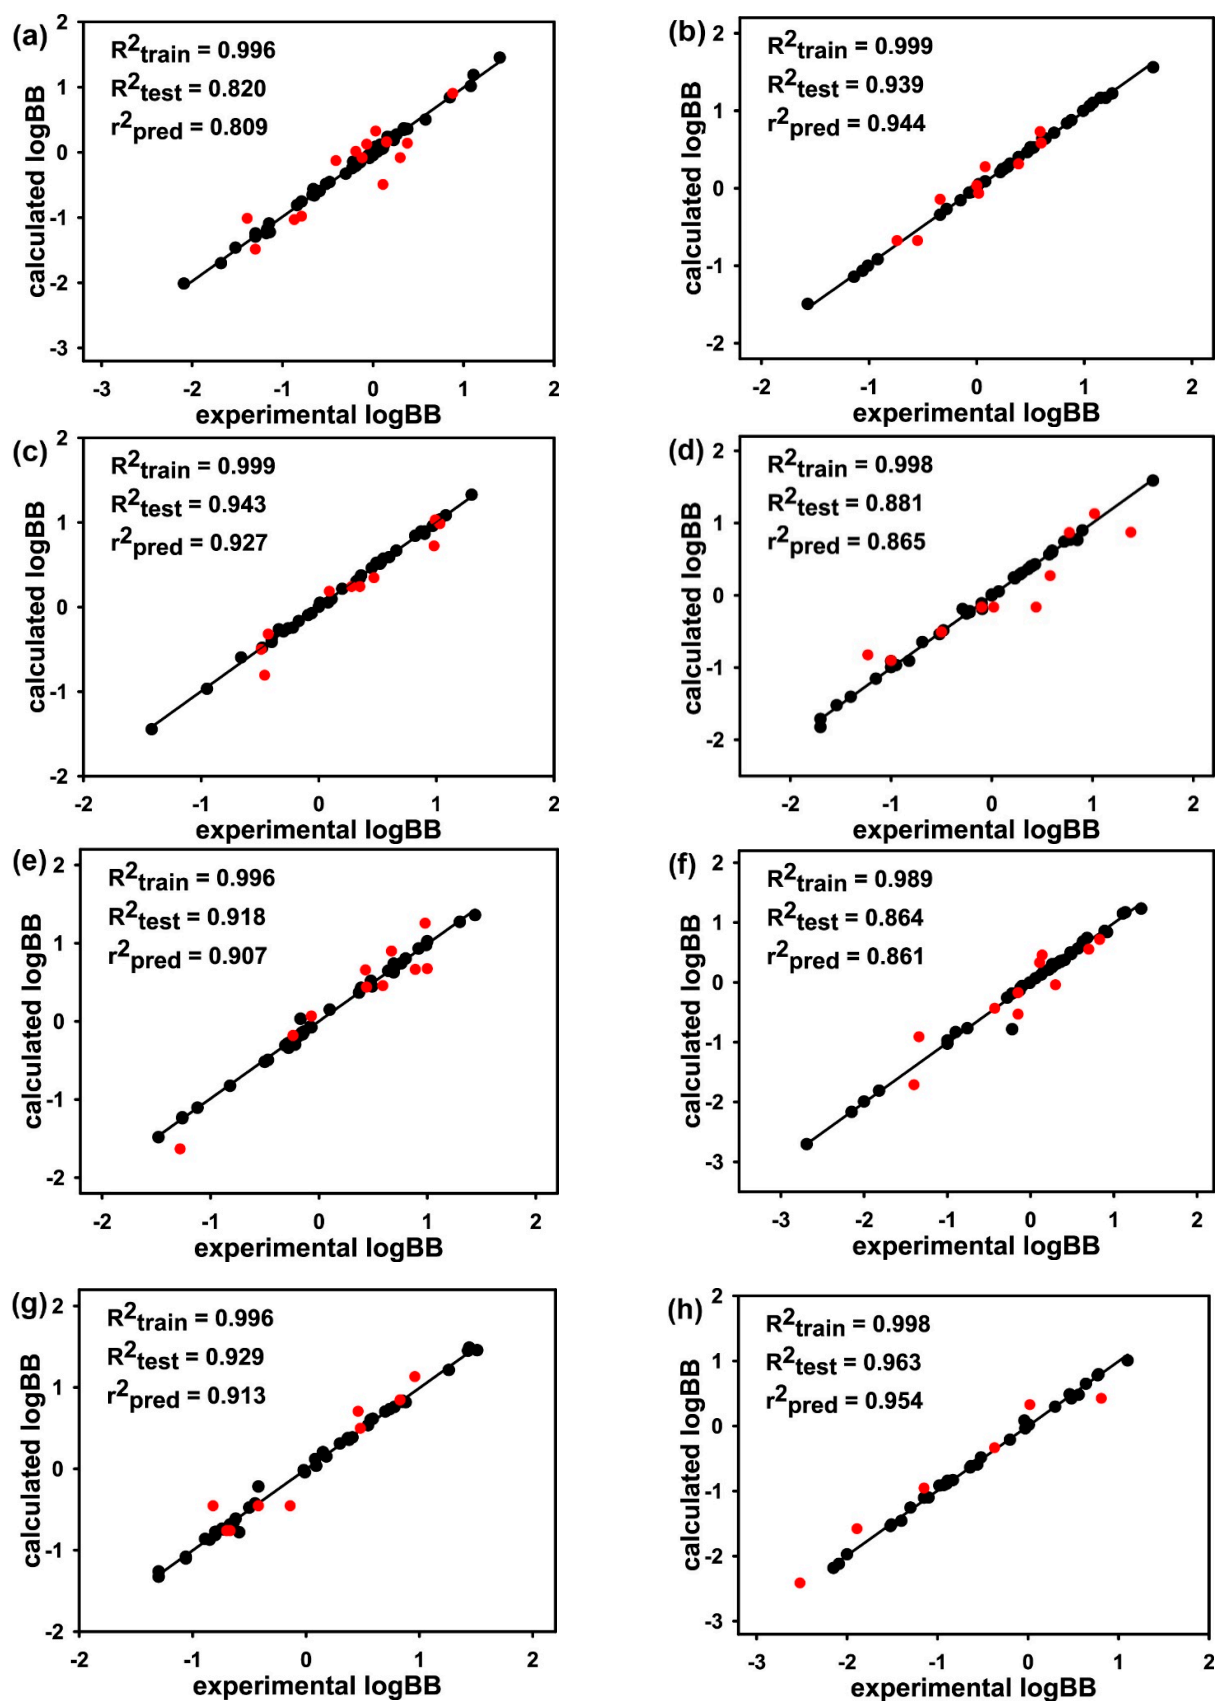 (a)
R²train = 0.996
R²test = 0.820
r²pred = 0.809
2
1
0
-1
-2
-3
calculated logBB
-3 -2 -1 0 1 2
experimental logBB
(b)
R²train = 0.999
R²test = 0.939
r²pred = 0.944
2
1
0
-1
-2
calculated logBB
-2 -1 0 1 2
experimental logBB
(c)
R²train = 0.999
R²test = 0.943
r²pred = 0.927
2
1
0
-1
-2
calculated logBB
-2 -1 0 1 2
experimental logBB
(d)
R²train = 0.998
R²test = 0.881
r²pred = 0.865
2
1
0
-1
-2
calculated logBB
-2 -1 0 1 2
experimental logBB
(e)
R²train = 0.996
R²test = 0.918
r²pred = 0.907
2
1
0
-1
-2
calculated logBB
-2 -1 0 1 2
experimental logBB
(f)
R²train = 0.989
R²test = 0.864
r²pred = 0.861
2
1
0
-1
-2
-3
calculated logBB
-3 -2 -1 0 1 2
experimental logBB
(g)
R²train = 0.996
R²test = 0.929
r²pred = 0.913
2
1
0
-1
-2
calculated logBB
-2 -1 0 1 2
experimental logBB
(h)
R²train = 0.998
R²test = 0.963
r²pred = 0.954
2
1
0
-1
-2
-3
calculated logBB
-3 -2 -1 0 1 2
experimental logBB